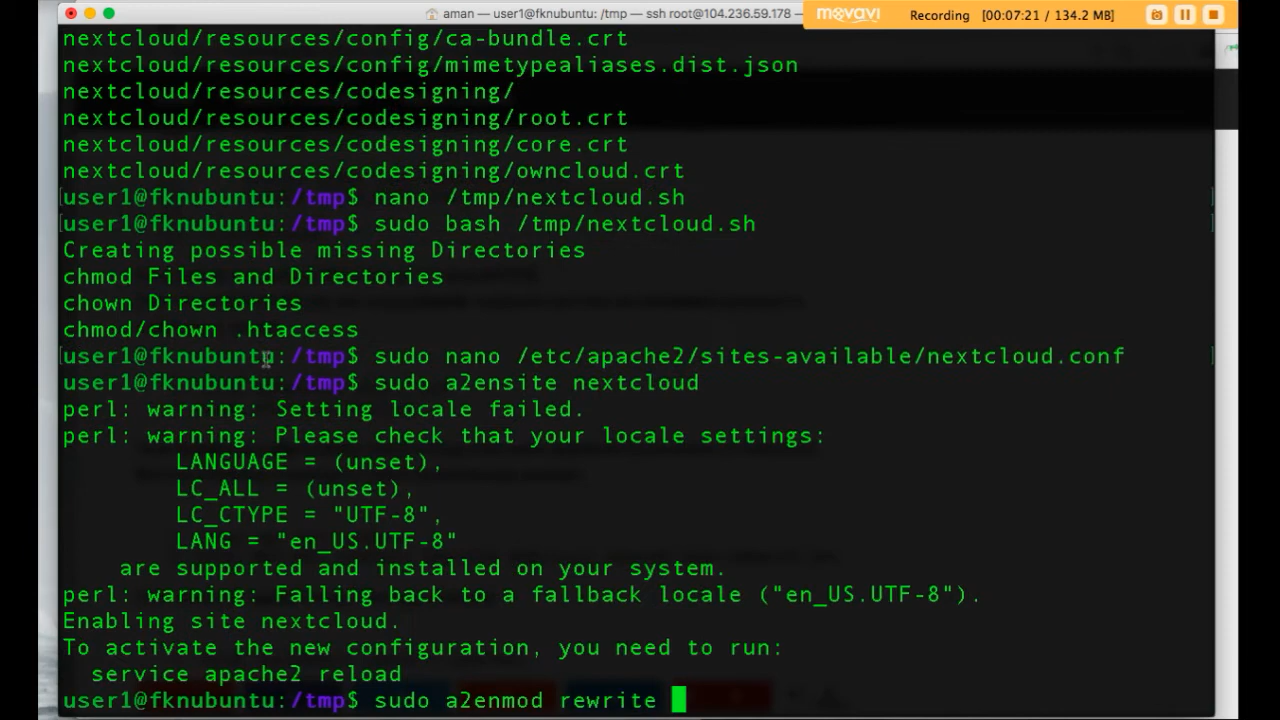 aman — user1@fknubuntu: /tmp — ssh root@104.236.59.178 —
movavi
Recording [00:07:21 / 134.2 MB]
nextcloud/resources/config/ca-bundle.crt
nextcloud/resources/config/mimetypealiases.dist.json
nextcloud/resources/codesigning/
nextcloud/resources/codesigning/root.crt
nextcloud/resources/codesigning/core.crt
nextcloud/resources/codesigning/owncloud.crt
[user1@fknubuntu:/tmp$ nano /tmp/nextcloud.sh ]
[user1@fknubuntu:/tmp$ sudo bash /tmp/nextcloud.sh ]
Creating possible missing Directories
chmod Files and Directories
chown Directories
chmod/chown .htaccess
[user1@fknubuntu:/tmp$ sudo nano /etc/apache2/sites-available/nextcloud.conf ]
user1@fknubuntu:/tmp$ sudo a2ensite nextcloud
perl: warning: Setting locale failed.
perl: warning: Please check that your locale settings:
LANGUAGE = (unset),
LC_ALL = (unset),
LC_CTYPE = "UTF-8",
LANG = "en_US.UTF-8"
are supported and installed on your system.
perl: warning: Falling back to a fallback locale ("en_US.UTF-8").
Enabling site nextcloud.
To activate the new configuration, you need to run:
service apache2 reload
user1@fknubuntu:/tmp$ sudo a2enmod rewrite